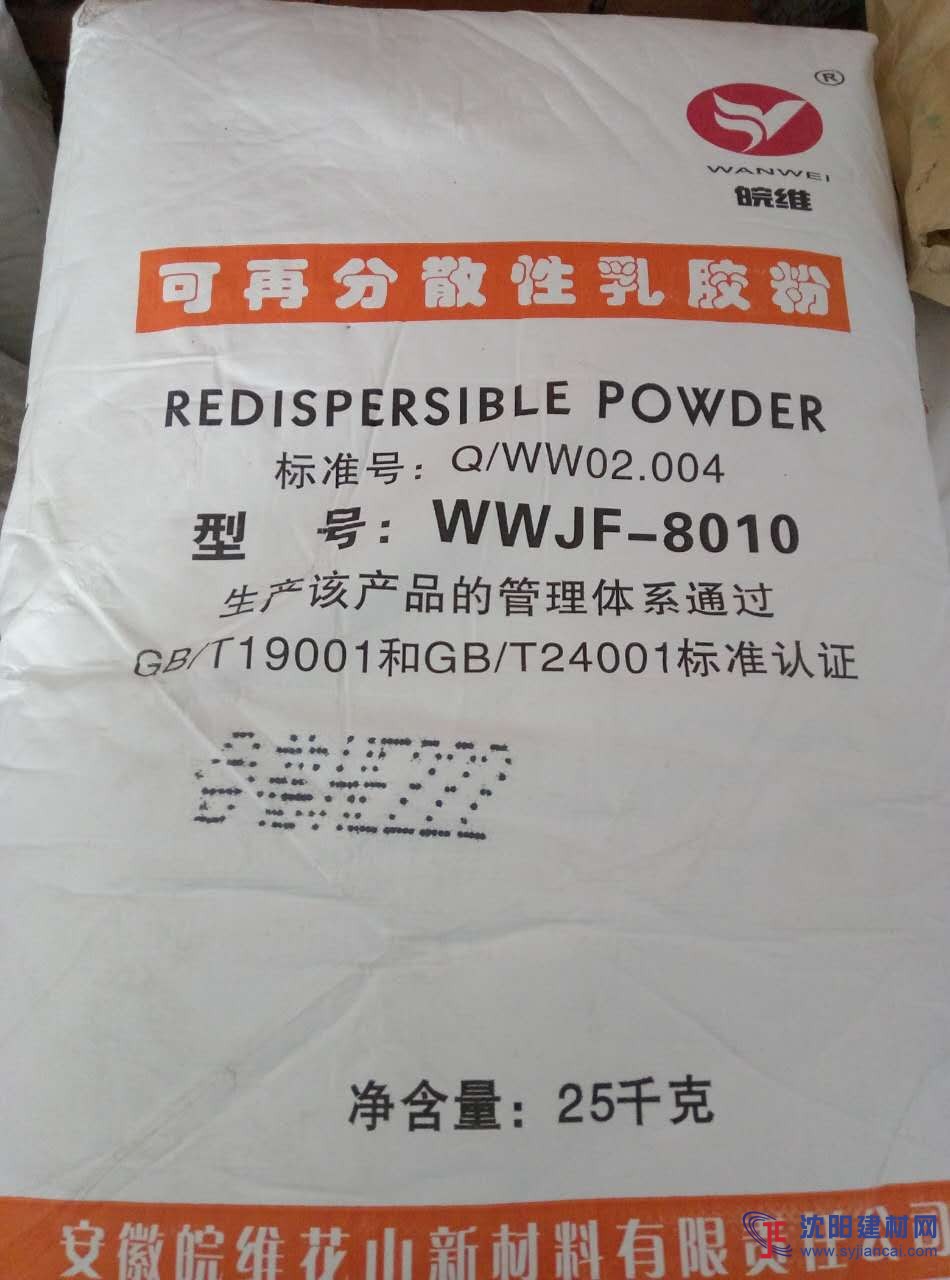 ®
WANWEI
皖维
可再分散性乳胶粉
REDISPERSIBLE POWDER
标准号：Q/WW02.004
型 号：WWJF-8010
生产该产品的管理体系通过
GB/T19001和GB/T24001标准认证
净含量：25千克
安徽皖维花山新材料有限责任公司
沈阳建材网
www.syjiancai.com